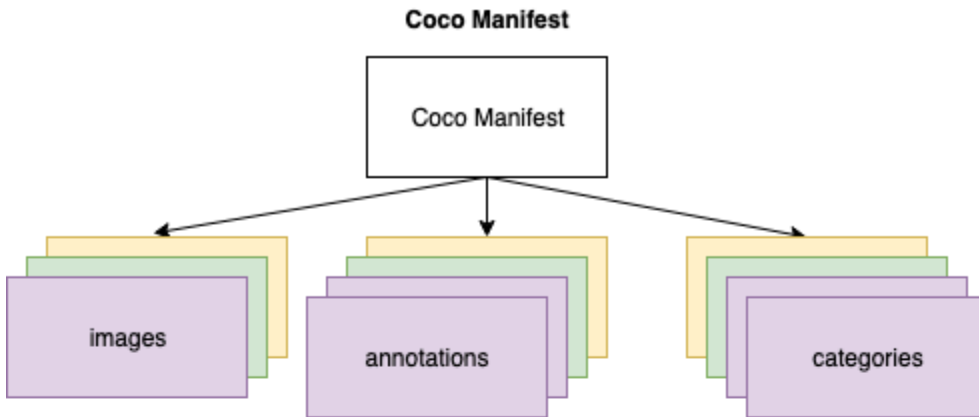 Coco Manifest
Coco Manifest
images
annotations
categories